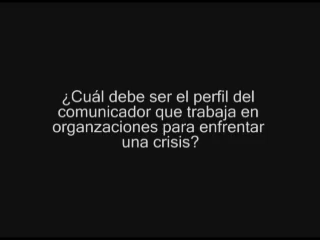 ¿Cuál debe ser el perfil del
comunicador que trabaja en
organzaciones para enfrentar
una crisis?